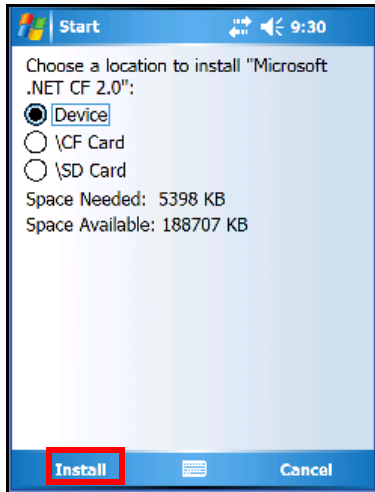 Start 9:30
Choose a location to install "Microsoft
.NET CF 2.0":
Device
\CF Card
\SD Card
Space Needed: 5398 KB
Space Available: 188707 KB
Install Cancel